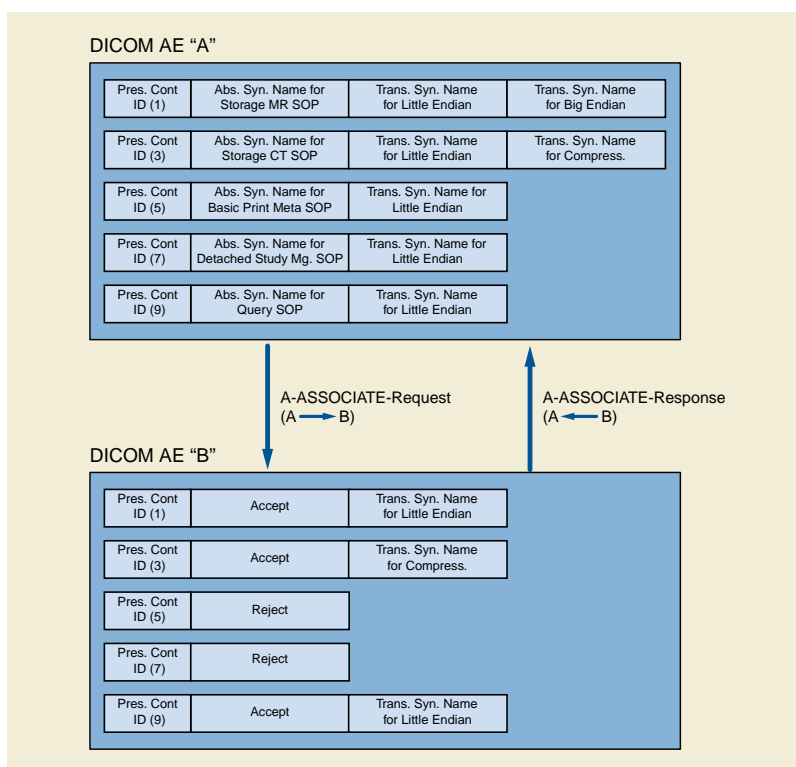 DICOM AE “A”
Pres. Cont
ID (1)
Abs. Syn. Name for
Storage MR SOP
Trans. Syn. Name
for Little Endian
Trans. Syn. Name
for Big Endian
Pres. Cont
ID (3)
Abs. Syn. Name for
Storage CT SOP
Trans. Syn. Name
for Little Endian
Trans. Syn. Name
for Compress.
Pres. Cont
ID (5)
Abs. Syn. Name for
Basic Print Meta SOP
Trans. Syn. Name for
Little Endian
Pres. Cont
ID (7)
Abs. Syn. Name for
Detached Study Mg. SOP
Trans. Syn. Name for
Little Endian
Pres. Cont
ID (9)
Abs. Syn. Name for
Query SOP
Trans. Syn. Name
for Little Endian
A-ASSOCIATE-Request
(A → B)
A-ASSOCIATE-Response
(A ← B)
DICOM AE “B”
Pres. Cont
ID (1)
Accept
Trans. Syn. Name
for Little Endian
Pres. Cont
ID (3)
Accept
Trans. Syn. Name
for Compress.
Pres. Cont
ID (5)
Reject
Pres. Cont
ID (7)
Reject
Pres. Cont
ID (9)
Accept
Trans. Syn. Name
for Little Endian